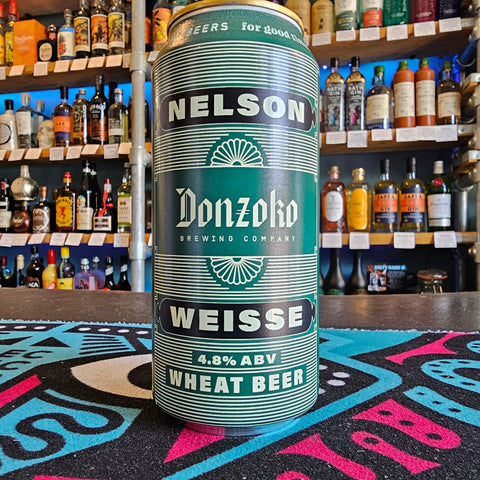 BEERS for good
NELSON
Donzoko
BREWING COMPANY
WEISSE
4.8% ABV
WHEAT BEER